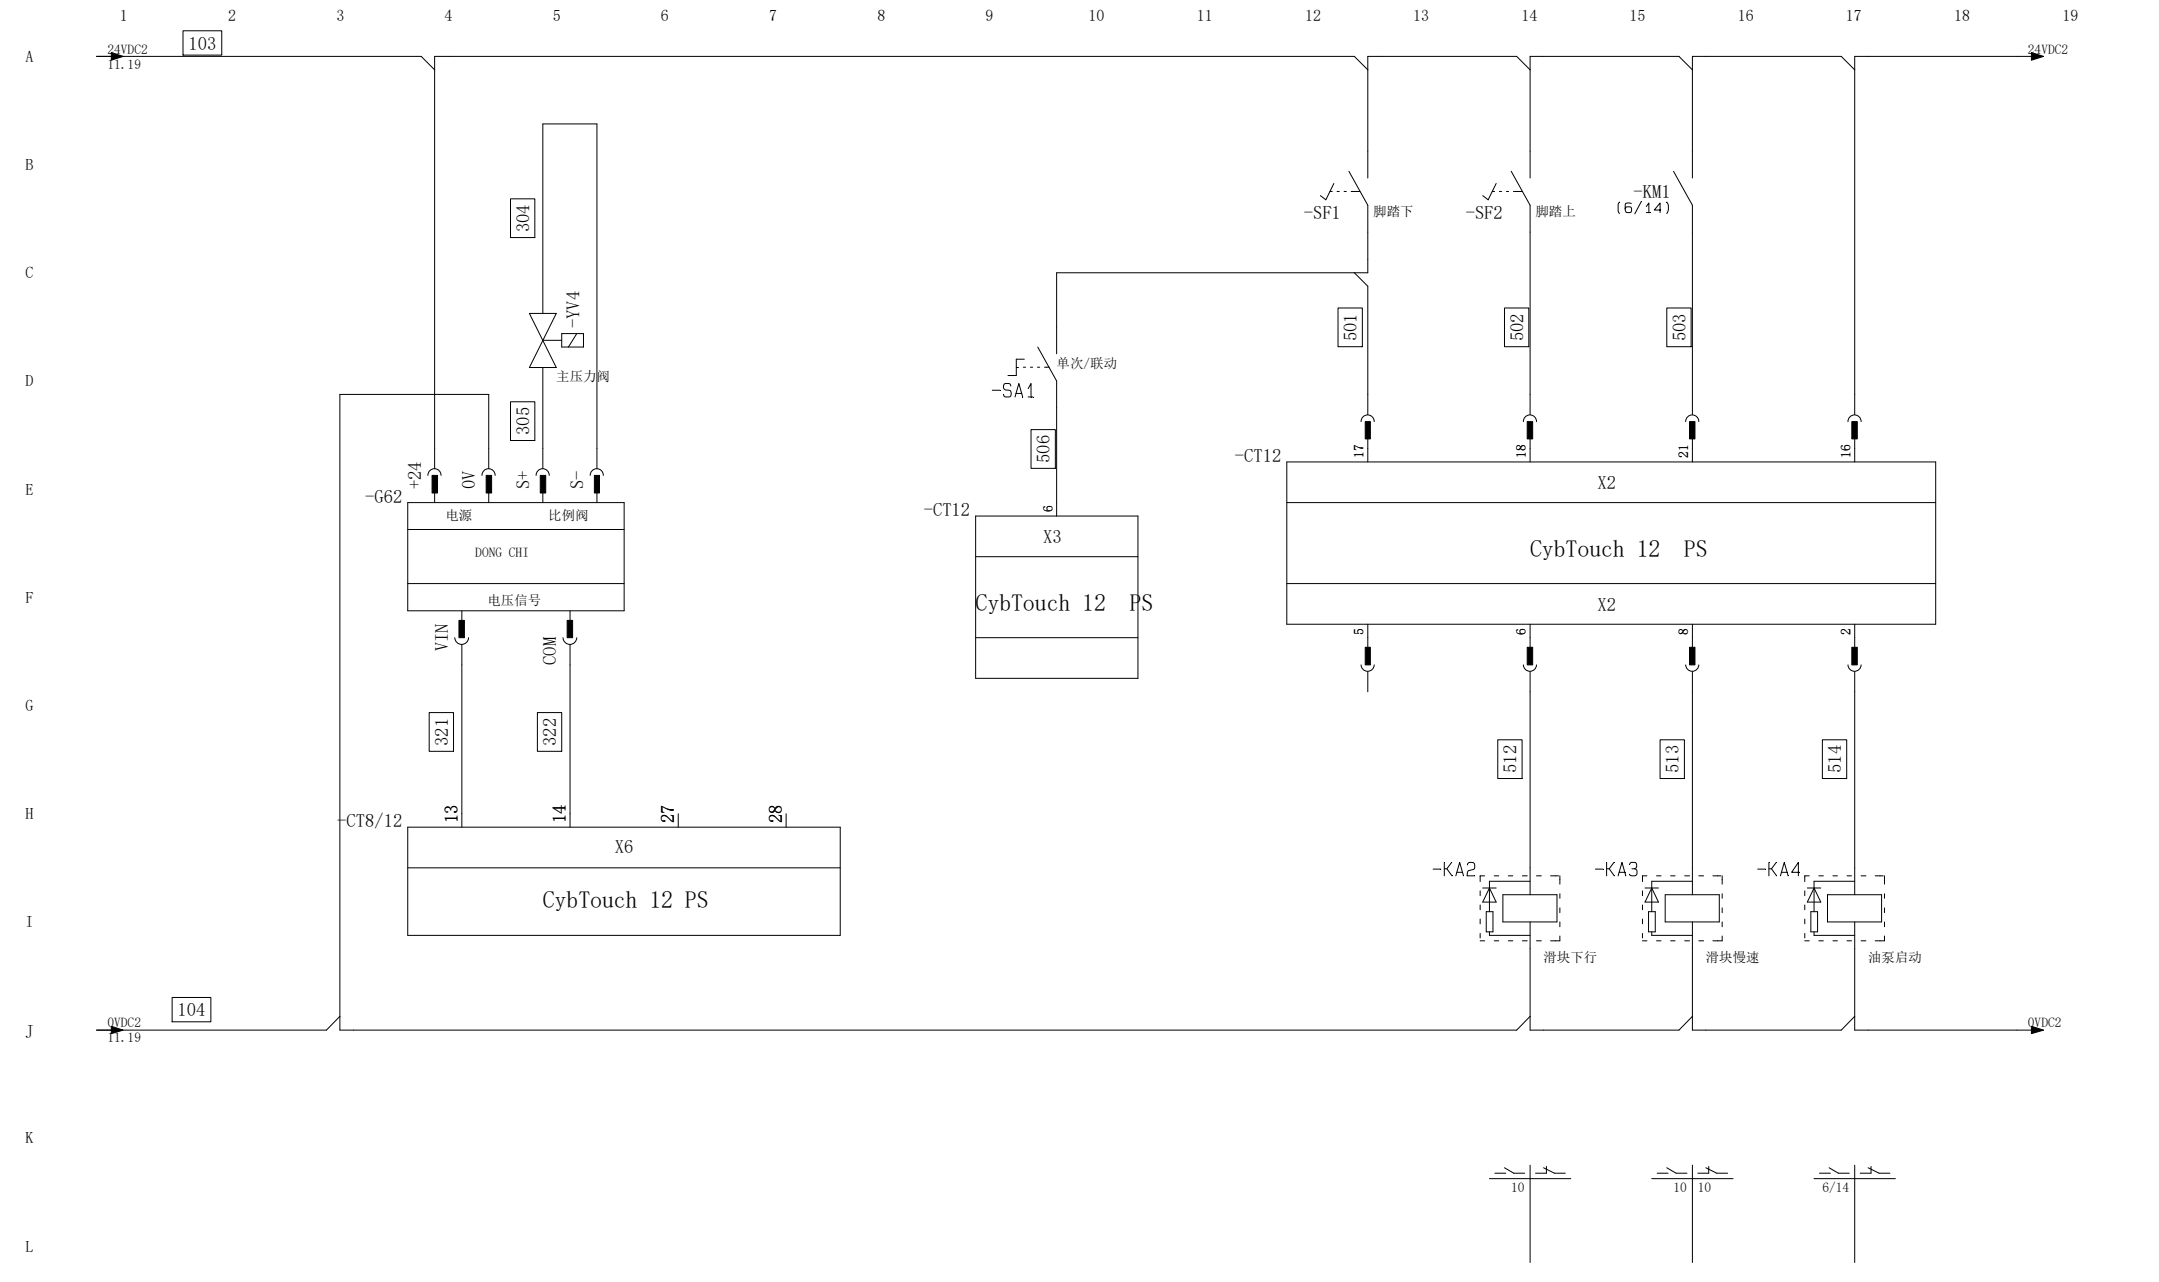 1 2 3 4 5 6 7 8 9 10 11 12 13 14 15 16 17 18 19
A
24VDC2
11.19
103
24VDC2
B
304
-SF1
脚踏下
-SF2
脚踏上
-KM1
(6/14)
C
-YV4
主压力阀
501
502
503
D
单次/联动
-SA1
305
506
-G62
+24
0V
S+
S-
-CT12
17
18
21
16
E
电源
比例阀
DONG CHI
-CT12
6
X3
X2
CybTouch 12 PS
F
电压信号
CybTouch 12 PS
X2
VIN
COM
5
6
8
2
G
321
322
512
513
514
H
-CT8/12
13
14
27
28
X6
CybTouch 12 PS
I
-KA2
滑块下行
-KA3
滑块慢速
-KA4
油泵启动
J
0VDC2
11.19
104
0VDC2
K
10
10
10
6/14
L